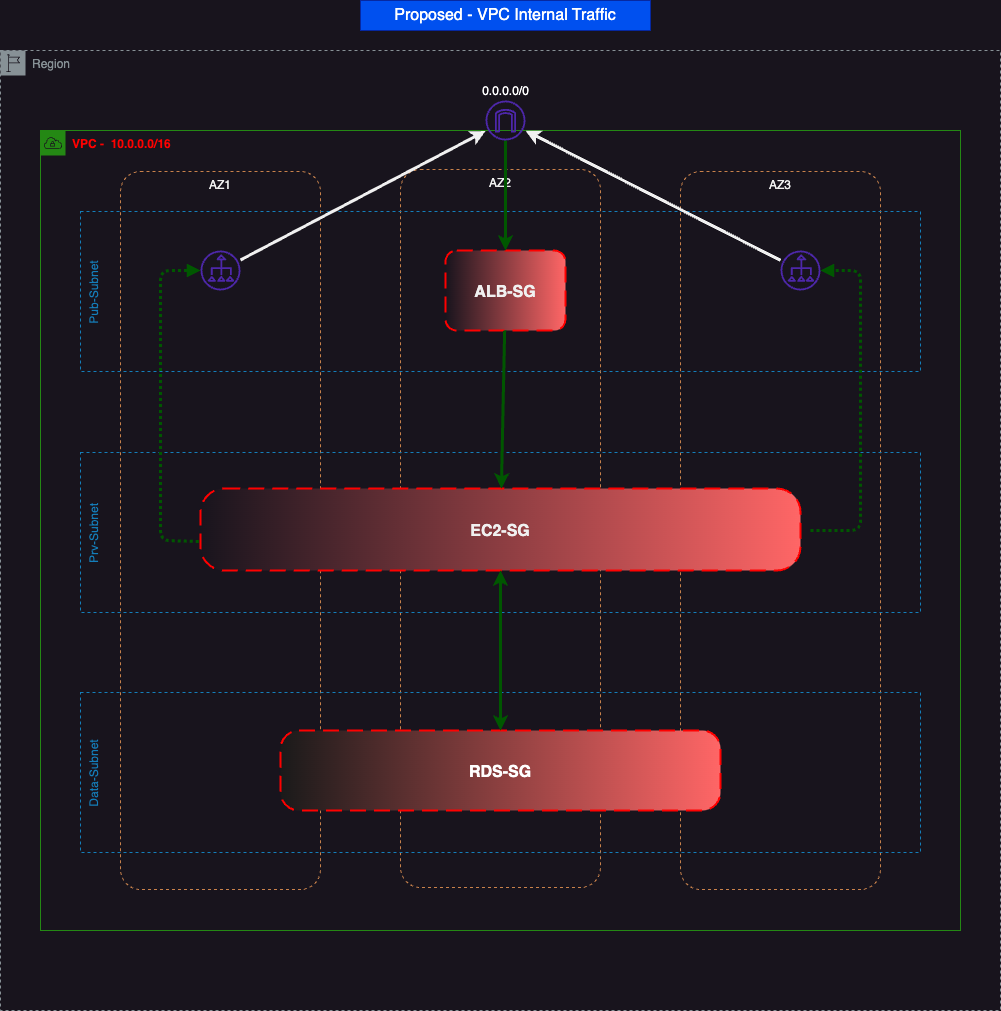 Proposed - VPC Internal Traffic
Region
0.0.0.0/0
VPC - 10.0.0.0/16
AZ1
AZ2
AZ3
Pub-Subnet
ALB-SG
Prv-Subnet
EC2-SG
Data-Subnet
RDS-SG